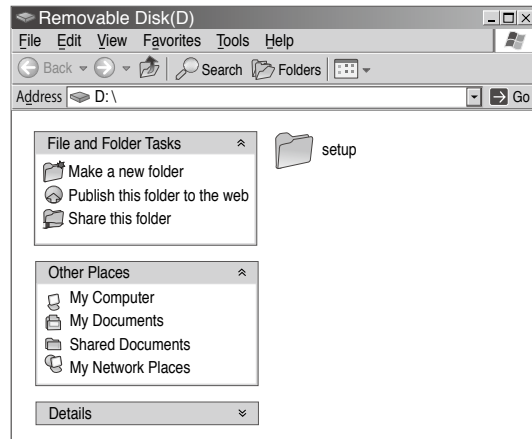 Removable Disk(D)
File Edit View Favorites Tools Help
Back Search Folders
Address D:\ Go
File and Folder Tasks
Make a new folder
Publish this folder to the web
Share this folder
setup
Other Places
My Computer
My Documents
Shared Documents
My Network Places
Details